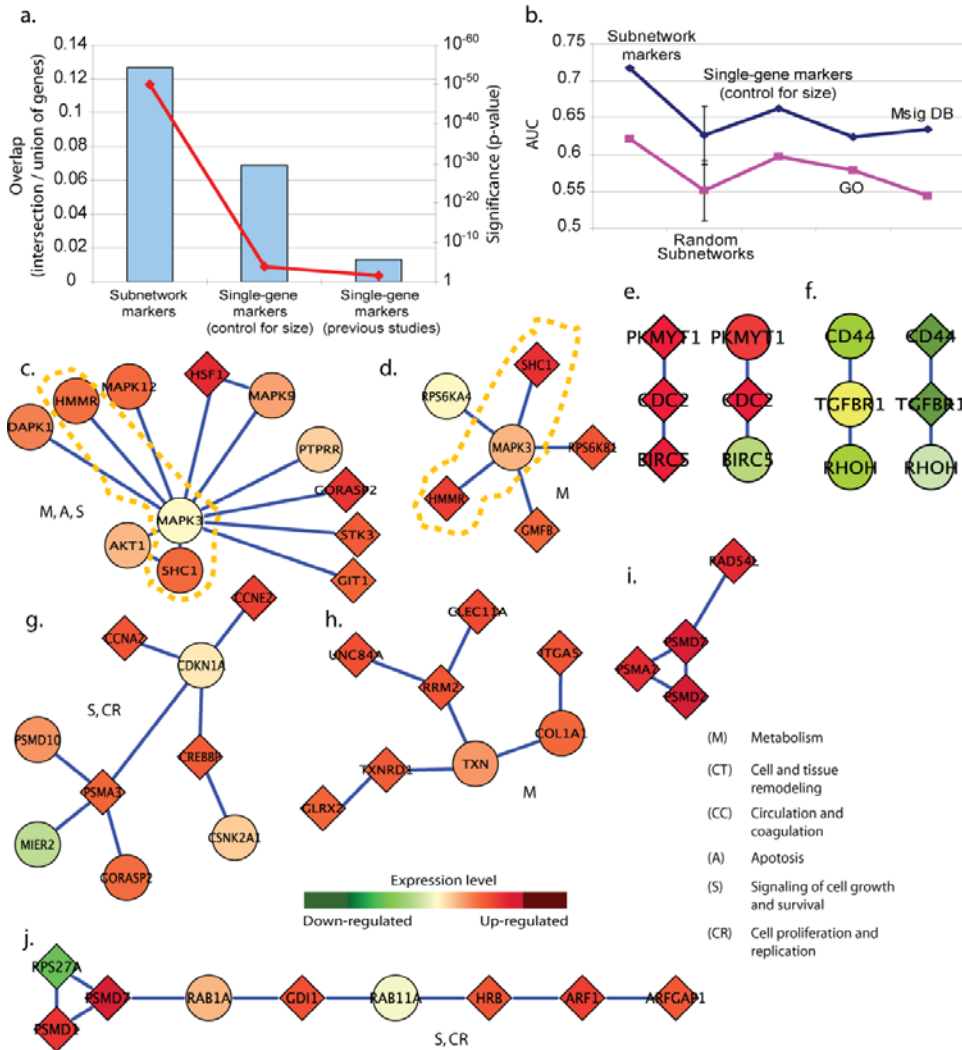 a.
0.14
0.12
0.10
0.08
0.06
0.04
0.02
0
Overlap
(intersection / union of genes)
10-60
10-50
10-40
10-30
10-20
10-10
1
Significance (p-value)
Subnetwork
markers
Single-gene
markers
(control for size)
Single-gene
markers
(previous studies)
b.
0.75
0.7
0.65
0.6
0.55
0.5
AUC
Subnetwork
markers
Single-gene markers
(control for size)
Msig DB
GO
Random
Subnetworks
c.
MAPK12
HSF1
HMMR
MAPK9
DAPK1
PTPRR
GORASP2
M, A, S
MAPK3
STK3
AKT1
SHC1
GIT1
d.
SHC1
RPS6KA4
MAPK3
RPS6KB1
HMMR
M
GMFB
e.
PKMYT1
PKMYT1
CDC2
CDC2
BIRC5
BIRC5
f.
CD44
CD44
TGFBR1
TGFBR1
RHOH
RHOH
g.
CCNE2
CCNA2
CDKN1A
S, CR
PSMD10
CREBBP
PSMA3
MIER2
CSNK2A1
GORASP2
h.
CLEC11A
UNC84A
ITGA5
RRM2
COL1A1
TXNRD1
TXN
M
GLRX2
i.
RAD54L
PSMD7
PSMA7
PSMD2
(M) Metabolism
(CT) Cell and tissue
remodeling
(CC) Circulation and
coagulation
(A) Apotosis
(S) Signaling of cell growth
and survival
(CR) Cell proliferation and
replication
Expression level
Down-regulated
Up-regulated
j.
RPS27A
PSMD7
RAB1A
GDI1
RAB11A
HRB
ARF1
ARFGAP1
PSMD1
S, CR